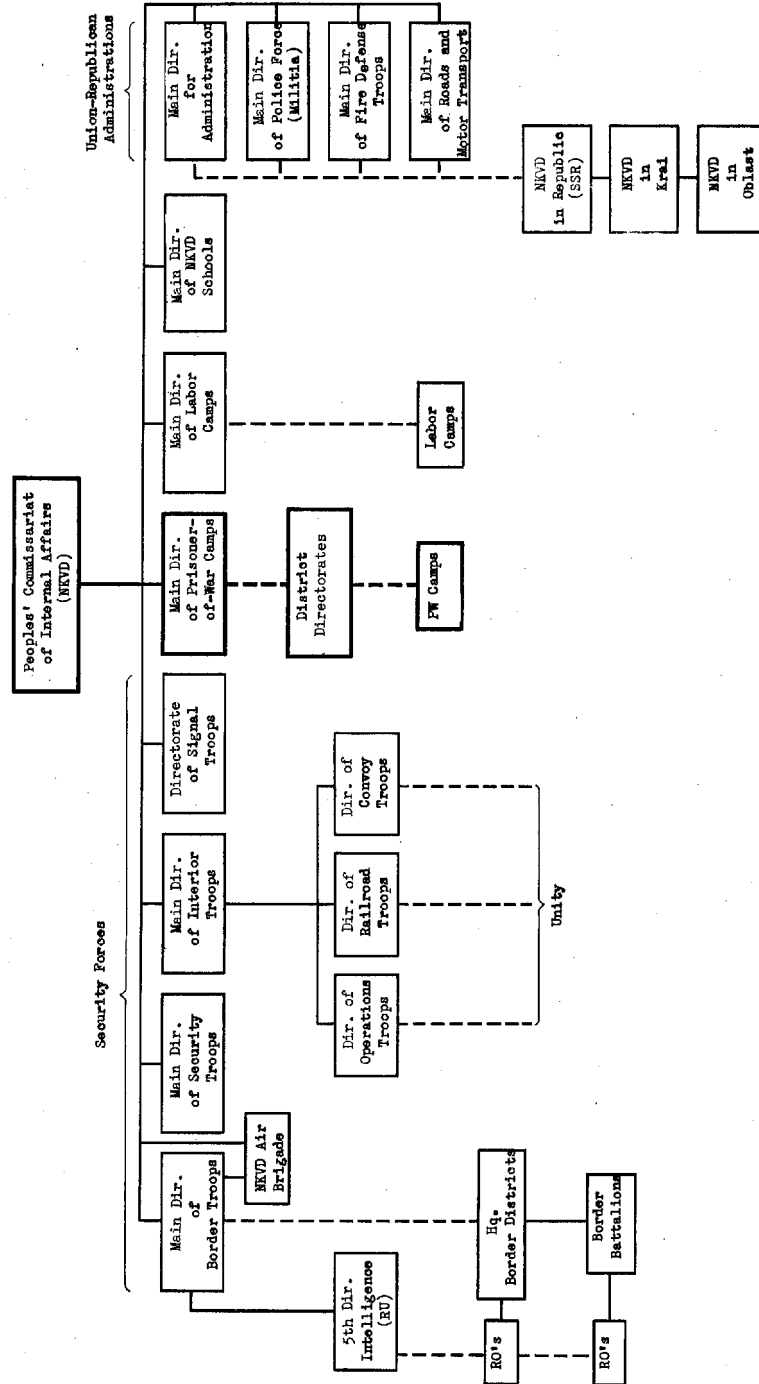 Peoples' Commissariat
of Internal Affairs
(NKVD)
Security Forces
Union-Republican
Administrations
Main Dir.
of
Border Troops
NKVD Air
Brigade
Main Dir.
of Security
Troops
Main Dir.
of Interior
Troops
Directorate
of Signal
Troops
Main Dir.
of Prisoner-
of-War Camps
Main Dir.
of Labor
Camps
Main Dir.
of NKVD
Schools
Main Dir.
for
Administration
Main Dir.
of Police Force
(Militia)
Main Dir.
of Fire Defense
Troops
Main Dir.
of Roads and
Motor Transport
5th Dir.
Intelligence
(RU)
Dir. of
Operations
Troops
Dir. of
Railroad
Troops
Dir. of
Convoy
Troops
District
Directorates
RO's
Hq.
Border Districts
Unity
PW Camps
Labor
Camps
RO's
Border
Battalions
NKVD
in Republic
(SSR)
NKVD
in
Krai
NKVD
in
Oblast